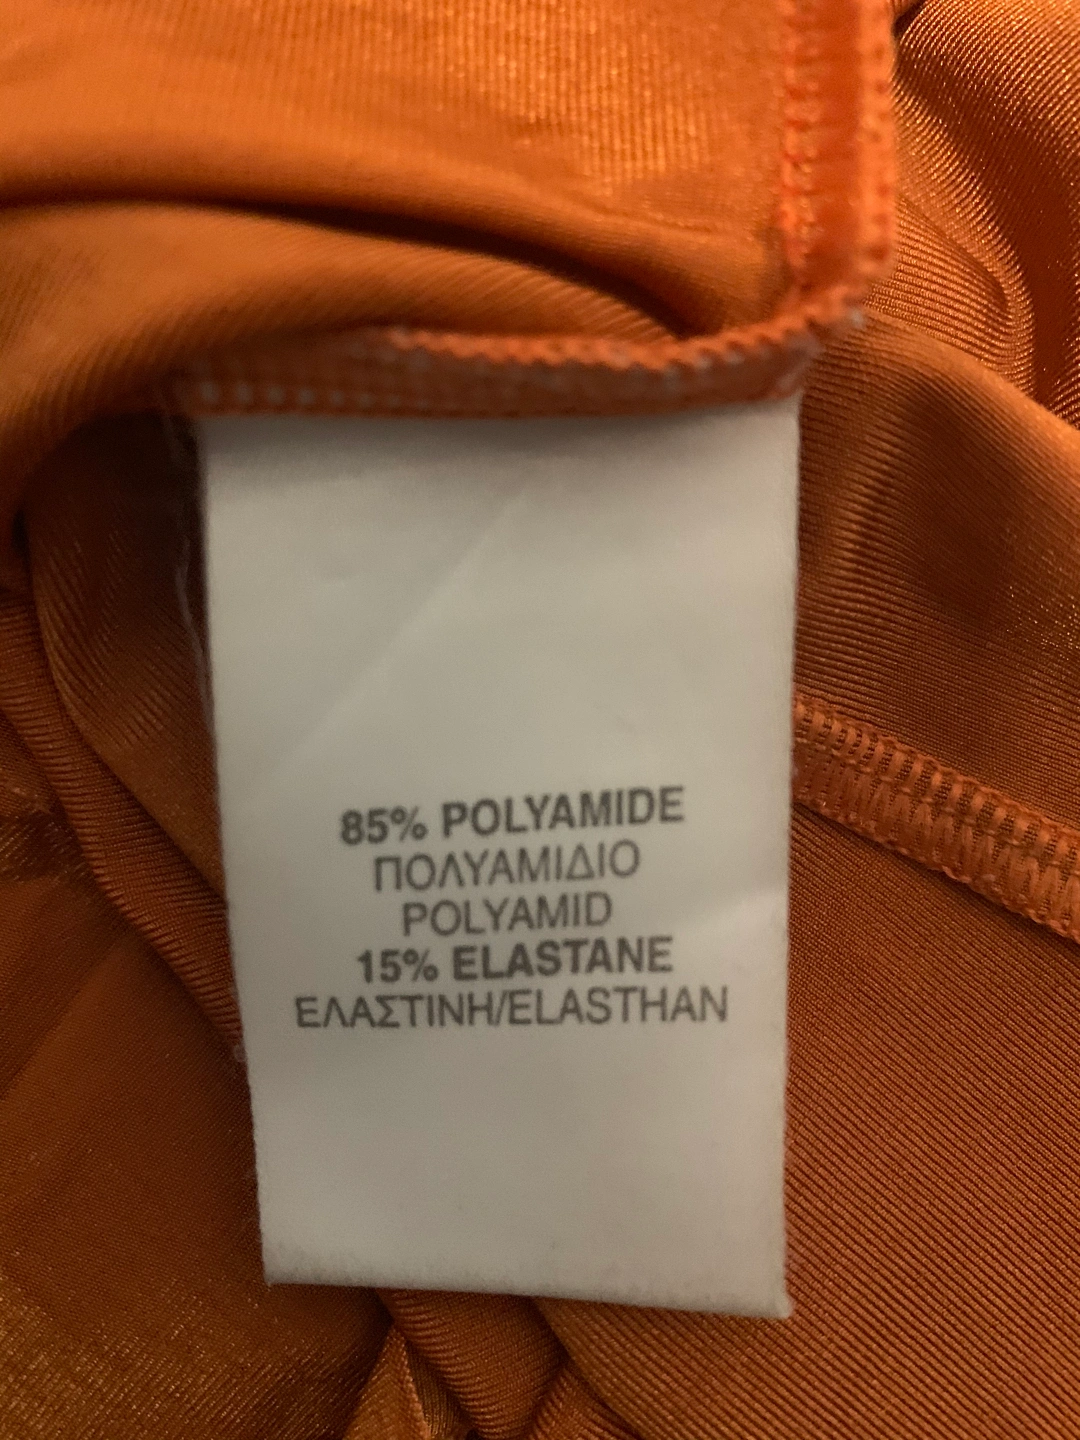 85% POLYAMIDE
ΠΟΛΥΑΜΙΔΙΟ
POLYAMID
15% ELASTANE
ΕΛΑΣΤΙΝΗ/ELASTHAN